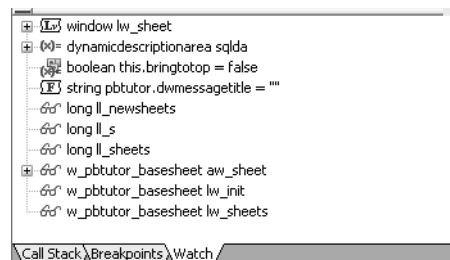 window lw_sheet
dynamicdescriptionarea sqlda
boolean this.bringtotop = false
string pbtutor.dwmessagetitle = ""
long ll_newsheets
long ll_s
long ll_sheets
w_pbtutor_basesheet aw_sheet
w_pbtutor_basesheet lw_init
w_pbtutor_basesheet lw_sheets
Call Stack Breakpoints Watch